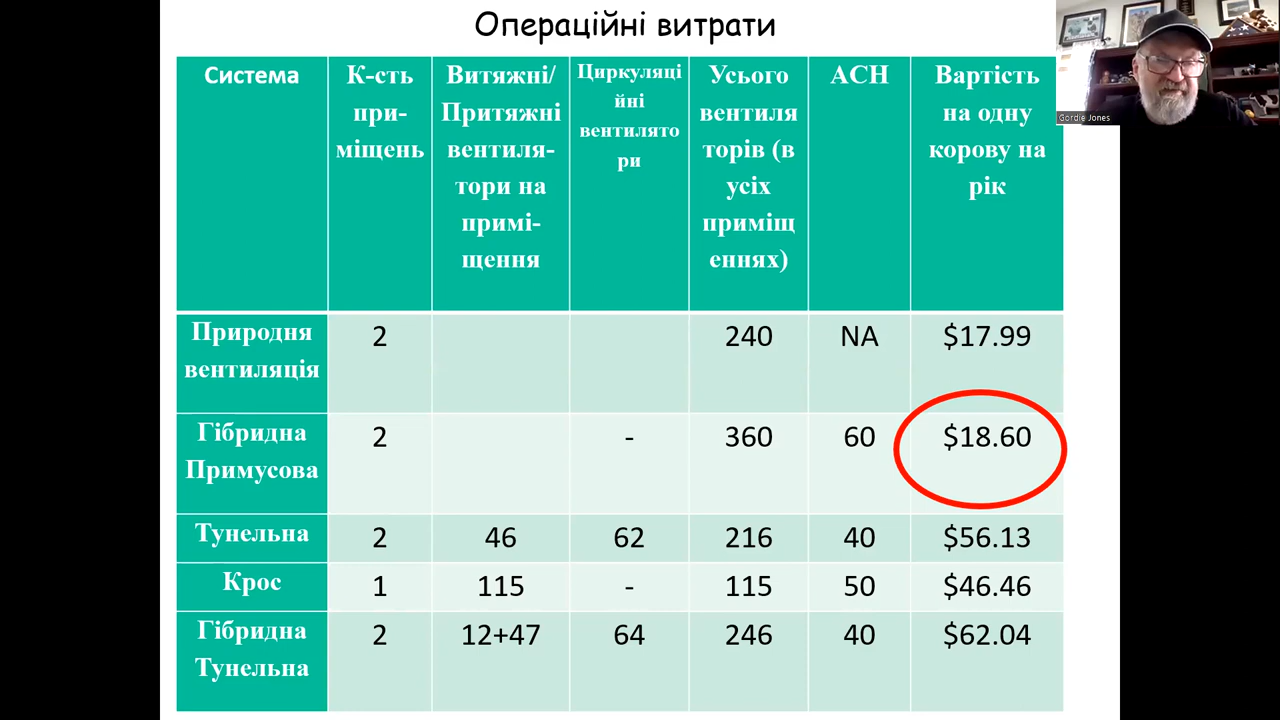 Операційні витрати
Система
К-сть
при-
міщень
Витяжні/
Притяжні
вентиля-
тори на
примі-
щення
Циркуляці
йні
вентилято
ри
Усього
вентиля
торів (в
усіх
приміщ
еннях)
ACH
Вартість
на одну
корову на
рік
Природня
вентиляція
2
240
NA
$17.99
Гібридна
Примусова
2
-
360
60
$18.60
Тунельна
2
46
62
216
40
$56.13
Крос
1
115
-
115
50
$46.46
Гібридна
Тунельна
2
12+47
64
246
40
$62.04
Gordie Jones